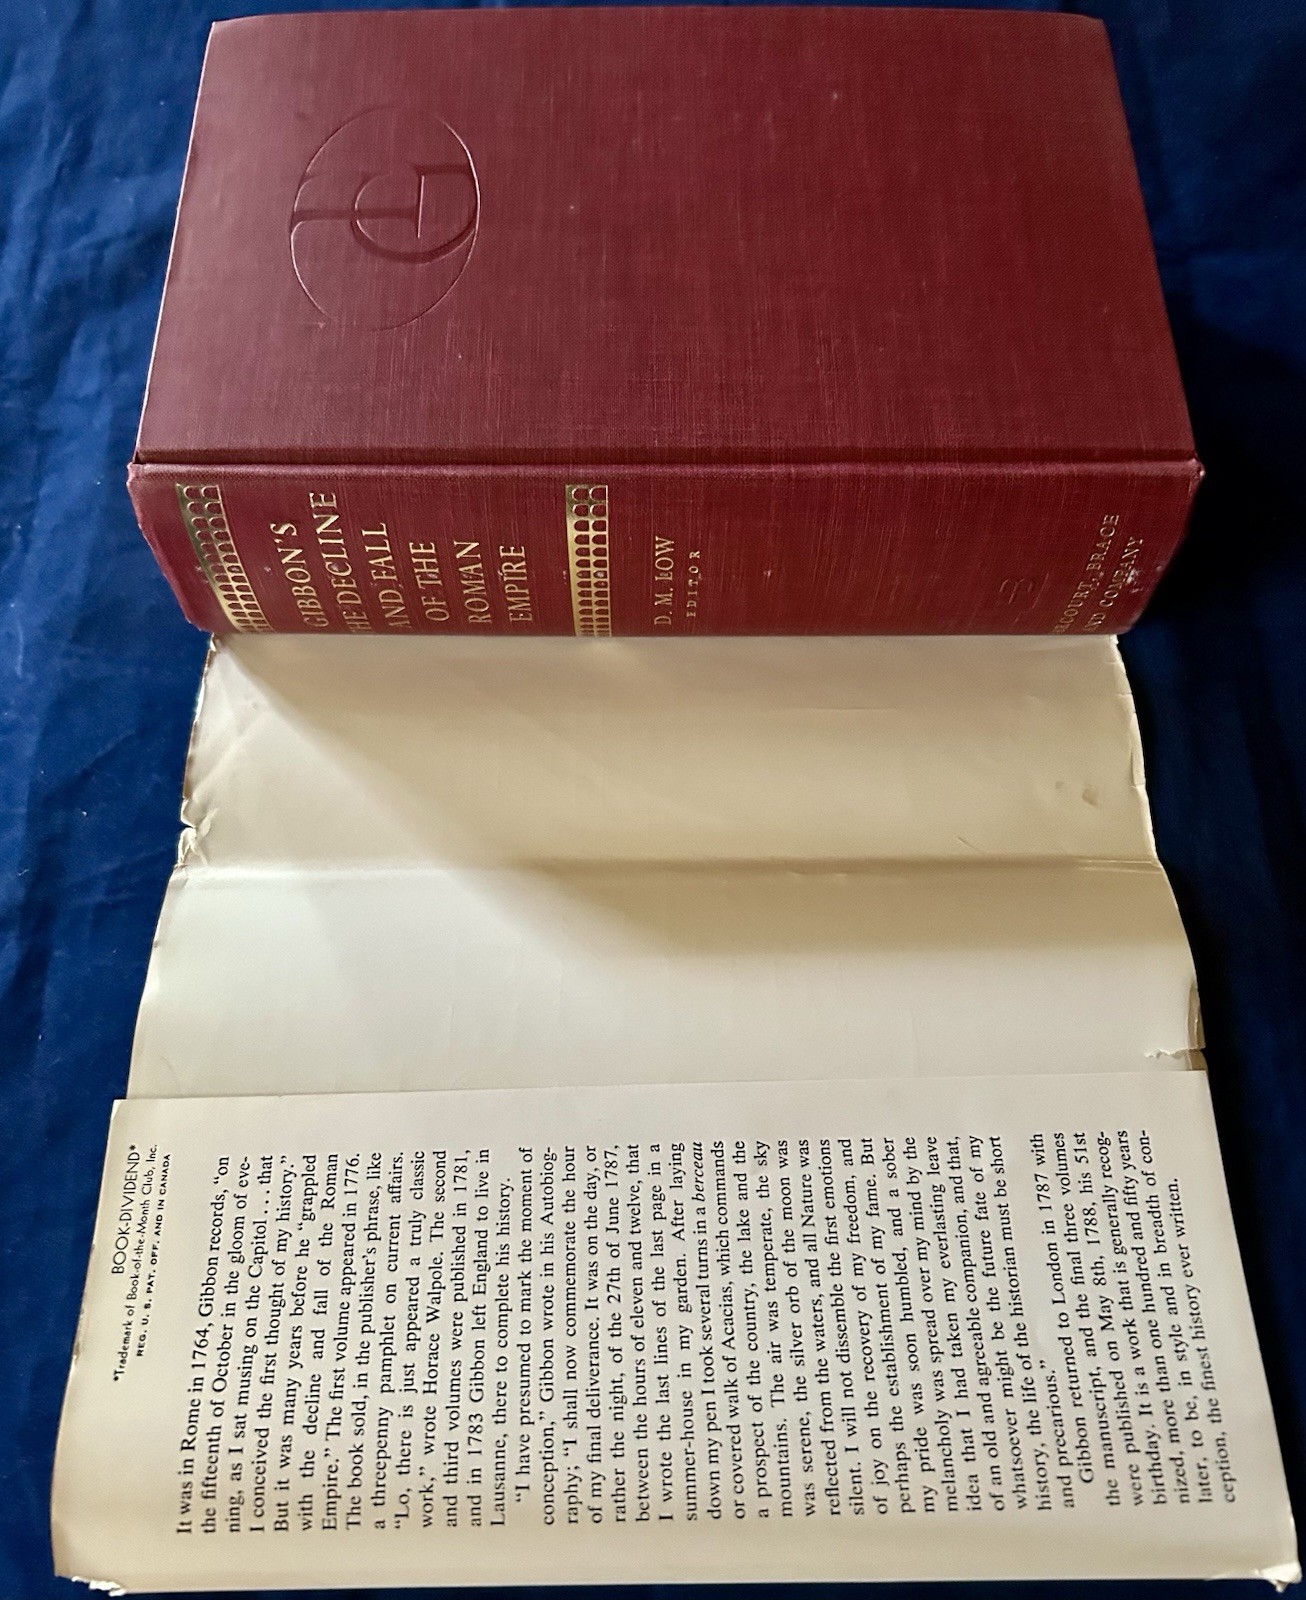 GIBBON'S
THE DECLINE
AND FALL
OF THE
ROMAN
EMPIRE
D. M. LOW
EDITOR
HARCOURT, BRACE
AND COMPANY
BOOK-DIVIDEND*
*Trademark of Book-of-the-Month Club, Inc.
REG. U. S. PAT. OFF. AND IN CANADA
It was in Rome in 1764, Gibbon records, "on
the fifteenth of October in the gloom of eve-
ning, as I sat musing on the Capitol... that
I conceived the first thought of my history."
But it was many years before he "grappled
with the decline and fall of the Roman
Empire." The first volume appeared in 1776.
The book sold, in the publisher's phrase, like
a threepenny pamphlet on current affairs.
"Lo, there is just appeared a truly classic
work," wrote Horace Walpole. The second
and third volumes were published in 1781,
and in 1783 Gibbon left England to live in
Lausanne, there to complete his history.
"I have presumed to mark the moment of
conception," Gibbon wrote in his Autobiog-
raphy; "I shall now commemorate the hour
of my final deliverance. It was on the day, or
rather the night, of the 27th of June 1787,
between the hours of eleven and twelve, that
I wrote the last lines of the last page in a
summer-house in my garden. After laying
down my pen I took several turns in a berceau
or covered walk of Acacias, which commands
a prospect of the country, the lake and the
mountains. The air was temperate, the sky
was serene, the silver orb of the moon was
reflected from the waters, and all Nature was
silent. I will not dissemble the first emotions
of joy on the recovery of my freedom, and
perhaps the establishment of my fame. But
my pride was soon humbled, and a sober
melancholy was spread over my mind by the
idea that I had taken my everlasting leave
of an old and agreeable companion, and that,
whatsoever might be the future fate of my
history, the life of the historian must be short
and precarious."
Gibbon returned to London in 1787 with
the manuscript, and the final three volumes
were published on May 8th, 1788, his 51st
birthday. It is a work that is generally recog-
nized, more than one hundred and fifty years
later, to be, in style and in breadth of con-
ception, the finest history ever written.